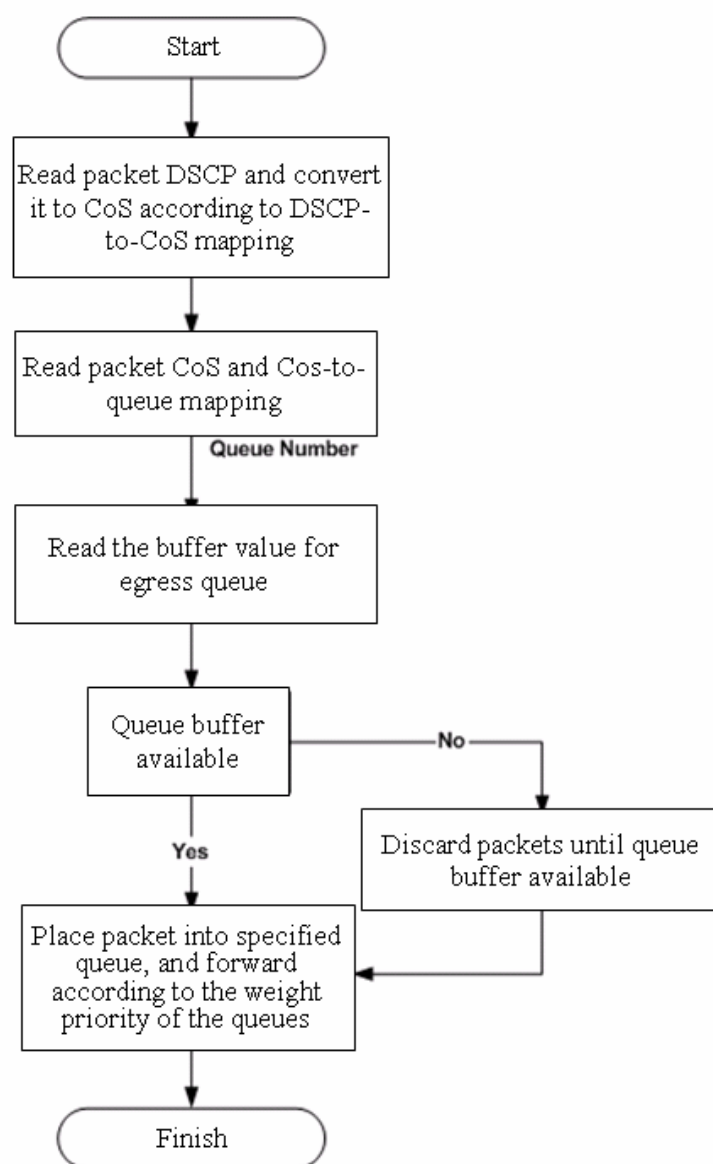 Start
Read packet DSCP and convert
it to CoS according to DSCP-
to-CoS mapping
Read packet CoS and Cos-to-
queue mapping
Queue Number
Read the buffer value for
egress queue
Queue buffer
available
No
Yes
Discard packets until queue
buffer available
Place packet into specified
queue, and forward
according to the weight
priority of the queues
Finish